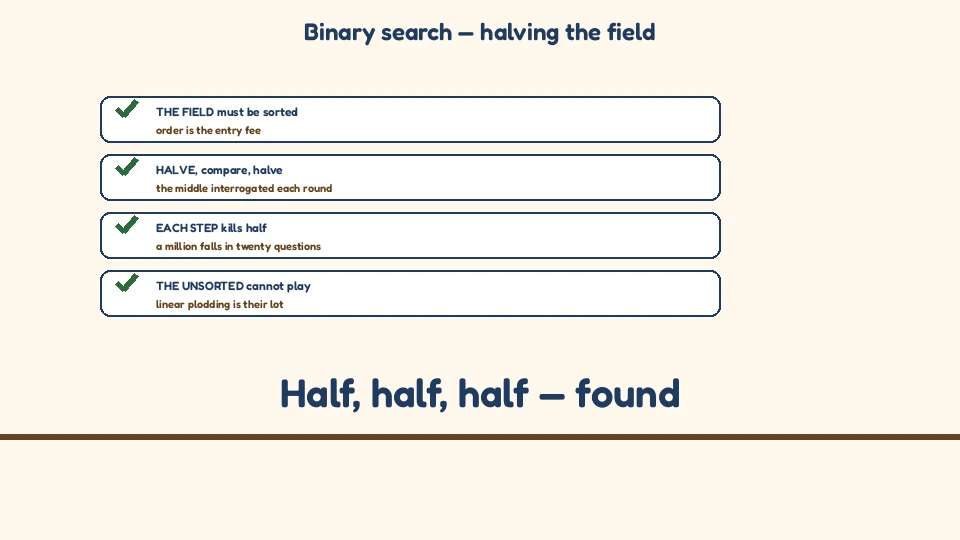 Binary search — halving the field
THE FIELD must be sorted
order is the entry fee
HALVE, compare, halve
the middle interrogated each round
EACH STEP kills half
a million falls in twenty questions
THE UNSORTED cannot play
linear plodding is their lot
Half, half, half — found